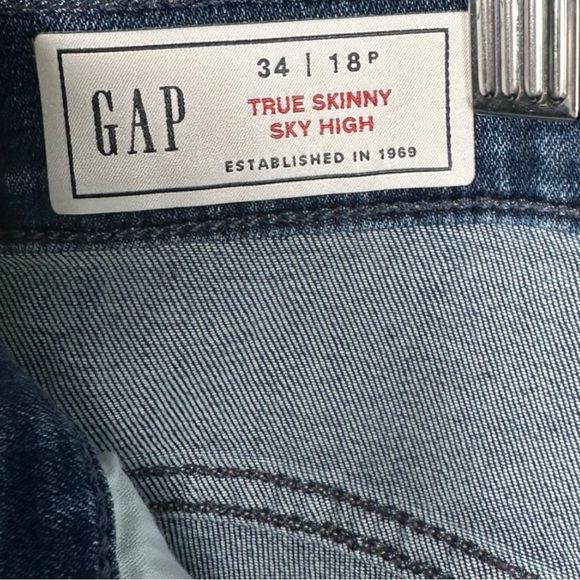 GAP
34 | 18P
TRUE SKINNY
SKY HIGH
ESTABLISHED IN 1969